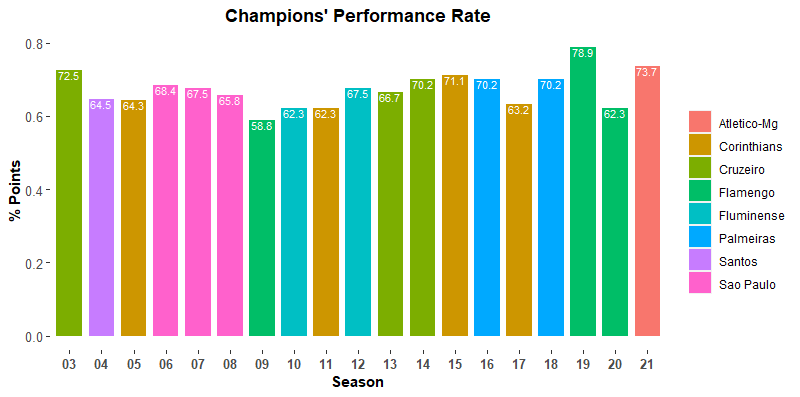 Champions' Performance Rate
% Points
0.8
0.6
0.4
0.2
0.0
72.5 64.5 64.3 68.4 67.5 65.8 58.8 62.3 62.3 67.5 66.7 70.2 71.1 70.2 63.2 70.2 78.9 62.3 73.7
03 04 05 06 07 08 09 10 11 12 13 14 15 16 17 18 19 20 21
Season
Atletico-Mg
Corinthians
Cruzeiro
Flamengo
Fluminense
Palmeiras
Santos
Sao Paulo